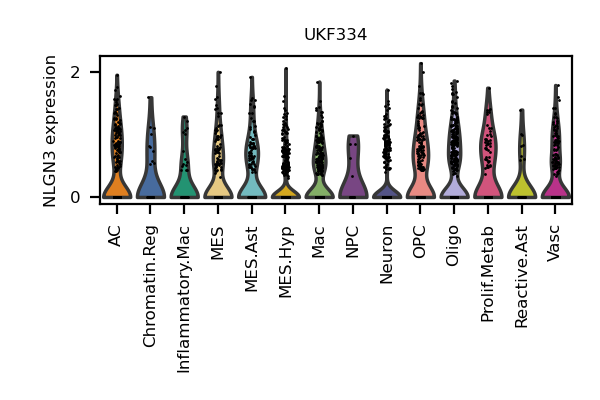 UKF334
NLGN3 expression
2
0
AC
Chromatin.Reg
Inflammatory.Mac
MES
MES.Ast
MES.Hyp
Mac
NPC
Neuron
OPC
Oligo
Prolif.Metab
Reactive.Ast
Vasc